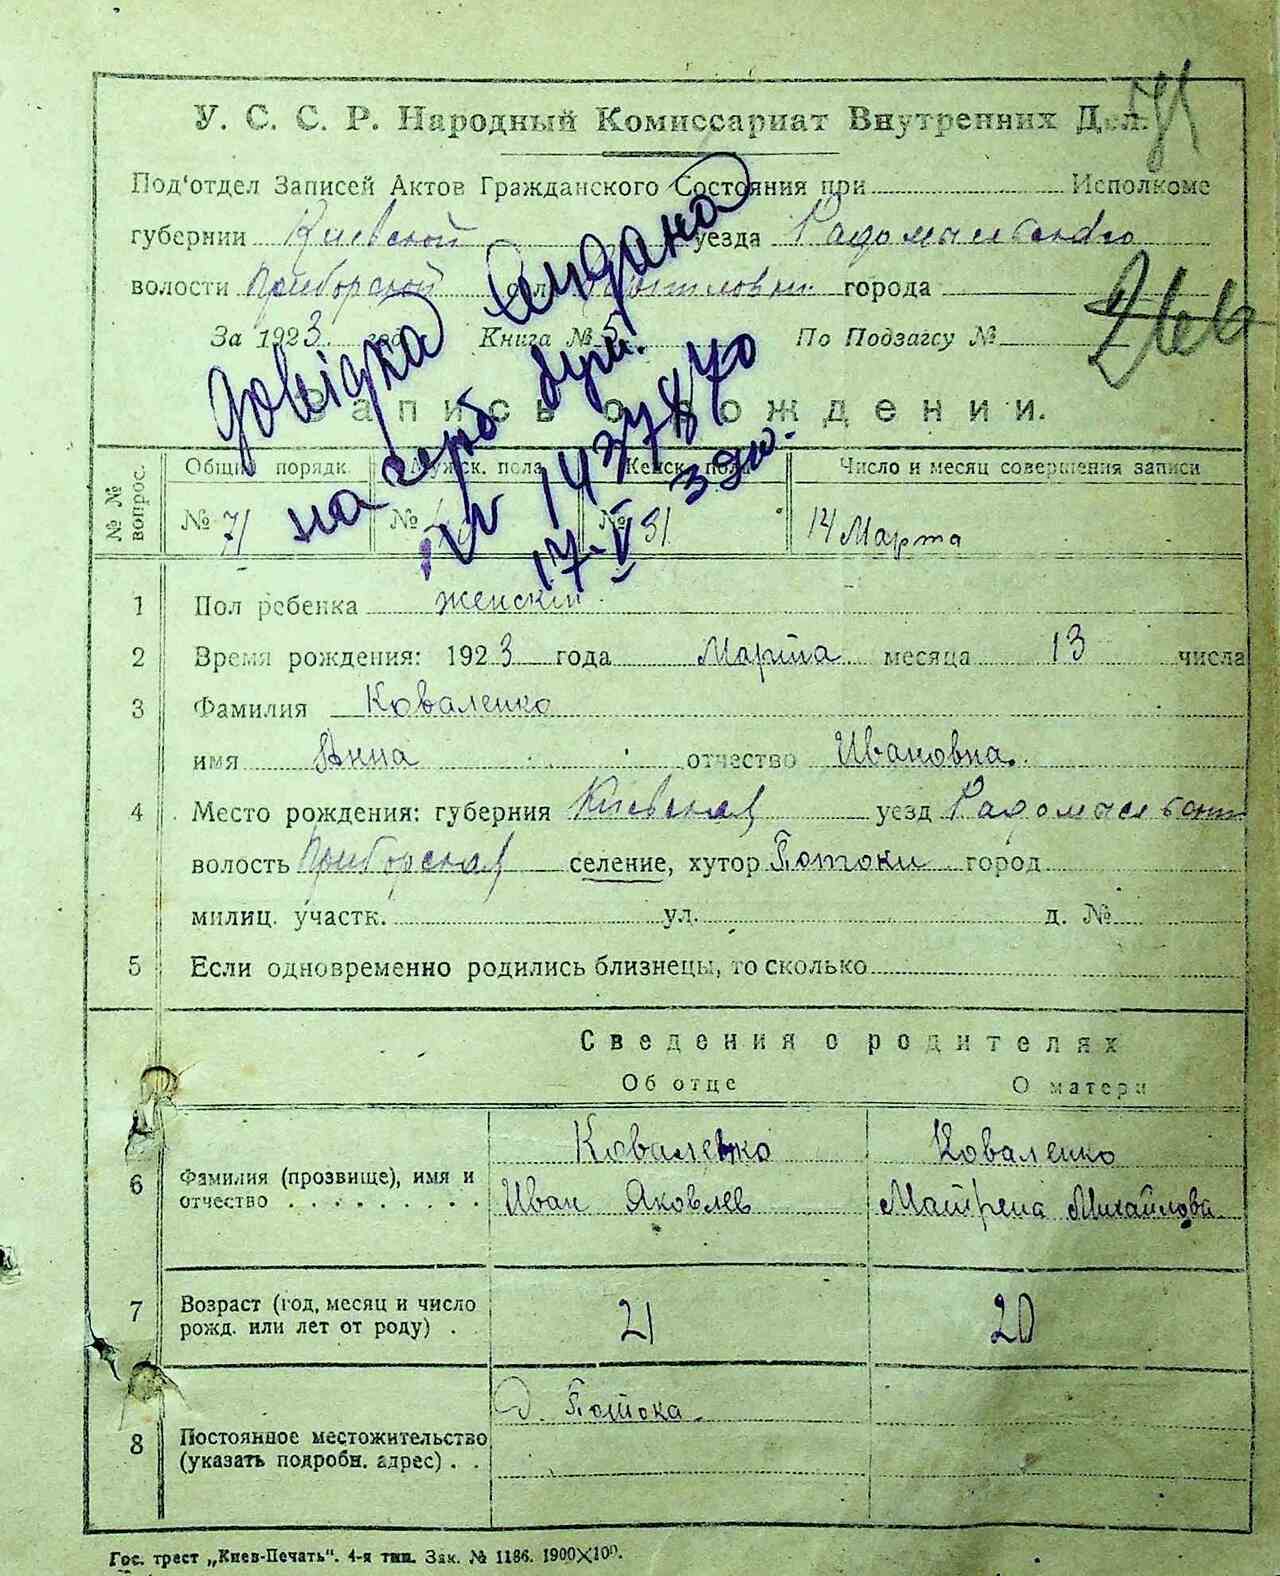 У. С. С. Р. Народный Комиссариат Внутренних Дел.
Под'отдел Записей Актов Гражданского Состояния при Исполкоме
губернии Киевской уезда Радомысльского
волости Приборской города
За 1923 год Книга № 5 По Подзагсу №
Запись о рождении.
довідка видана
на герб
№ 1437870
17-V
№№ вопрос.
Общий порядк. Мужск. пола Женск. пола Число и месяц совершения записи
№ 71 № № 31 14 Марта
1 Пол ребенка женский
2 Время рождения: 1923 года Марта месяца 13 числа
3 Фамилия Коваленко
имя Анна отчество Ивановна.
4 Место рождения: губерния Киевская уезд
волость Приборская селение, хутор Потоки город
милиц. участк. ул. д. №
5 Если одновременно родились близнецы, то сколько
Сведения о родителях
Об отце О матери
Коваленко Коваленко
6 Фамилия (прозвище), имя и отчество . . . . . . . . . Иван Яковлев Матрена Михайлова
7 Возраст (год, месяц и число рожд. или лет от роду) . 21 20
д. Потока.
8 Постоянное местожительство (указать подробн. адрес) . .
Гос. трест „Киев-Печать“. 4-я тип. Зак. № 1186. 1900×100.